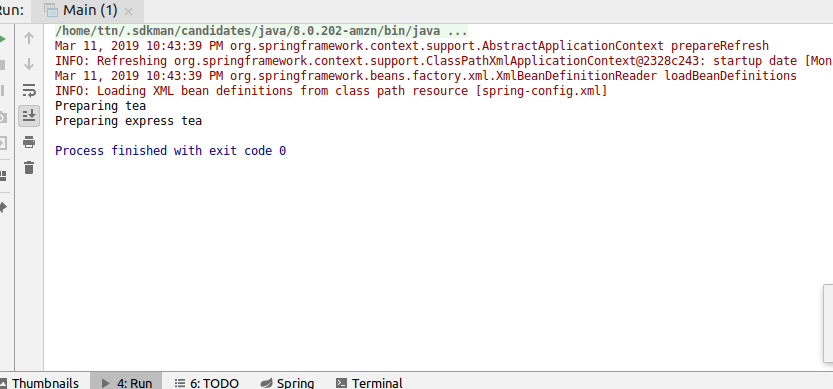 Run: Main (1)
/home/ttn/.sdkman/candidates/java/8.0.202-amzn/bin/java ...
Mar 11, 2019 10:43:39 PM org.springframework.context.support.AbstractApplicationContext prepareRefresh
INFO: Refreshing org.springframework.context.support.ClassPathXmlApplicationContext@2328c243: startup date [Mon
Mar 11, 2019 10:43:39 PM org.springframework.beans.factory.xml.XmlBeanDefinitionReader loadBeanDefinitions
INFO: Loading XML bean definitions from class path resource [spring-config.xml]
Preparing tea
Preparing express tea
Process finished with exit code 0
Thumbnails 4: Run 6: TODO Spring Terminal